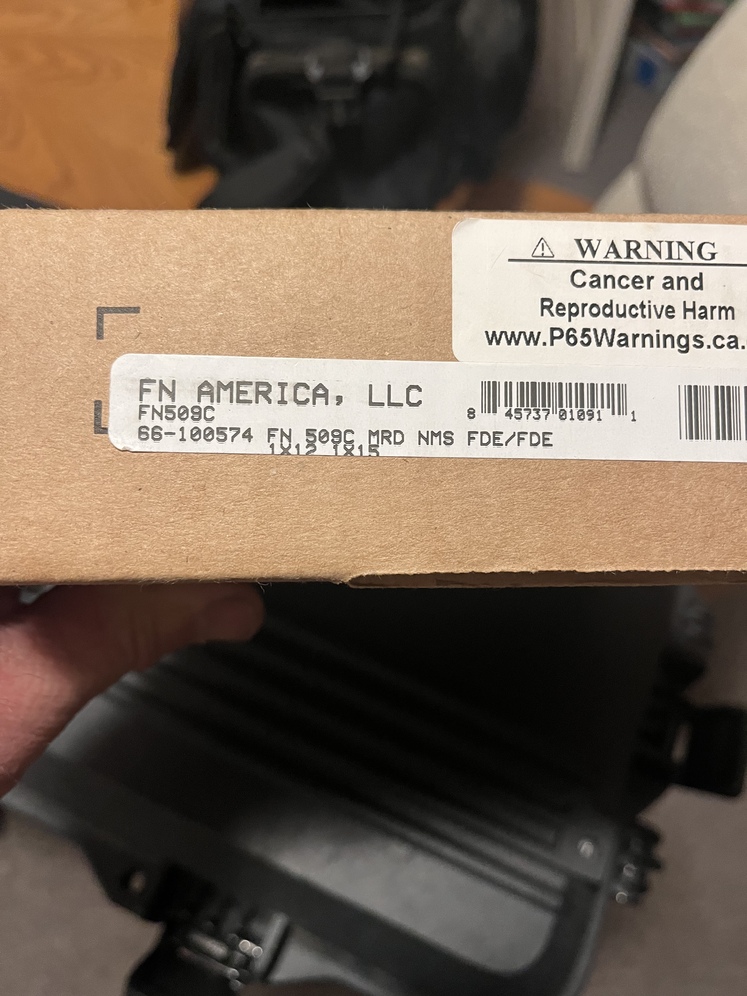 WARNING
Cancer and
Reproductive Harm
www.P65Warnings.ca.
FN AMERICA, LLC
FN509C
8 45737 01091 1
66-100574 FN 509C MRD NMS FDE/FDE
1X12 1X15